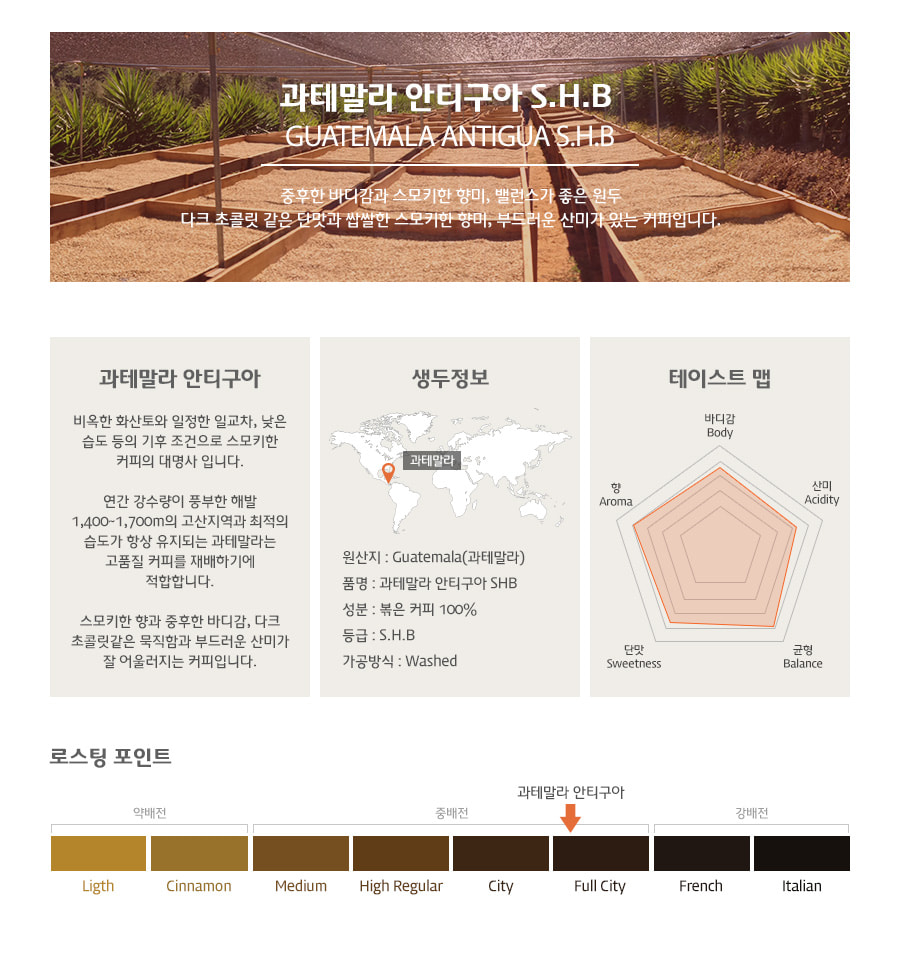 과테말라 안티구아 S.H.B
GUATEMALA ANTIGUA S.H.B
중후한 바디감과 스모키한 향미, 밸런스가 좋은 원두
다크 초콜릿 같은 단맛과 쌉쌀한 스모키한 향미, 부드러운 산미가 있는 커피입니다.
과테말라 안티구아
비옥한 화산토와 일정한 일교차, 낮은
습도 등의 기후 조건으로 스모키한
커피의 대명사 입니다.
연간 강수량이 풍부한 해발
1,400~1,700m의 고산지역과 최적의
습도가 항상 유지되는 과테말라는
고품질 커피를 재배하기에
적합합니다.
스모키한 향과 중후한 바디감, 다크
초콜릿같은 묵직함과 부드러운 산미가
잘 어울러지는 커피입니다.
생두정보
과테말라
원산지 : Guatemala(과테말라)
품명 : 과테말라 안티구아 SHB
성분 : 볶은 커피 100%
등급 : S.H.B
가공방식 : Washed
테이스트 맵
바디감
Body
향
Aroma
산미
Acidity
단맛
Sweetness
균형
Balance
로스팅 포인트
과테말라 안티구아
약배전
중배전
강배전
Ligth
Cinnamon
Medium
High Regular
City
Full City
French
Italian